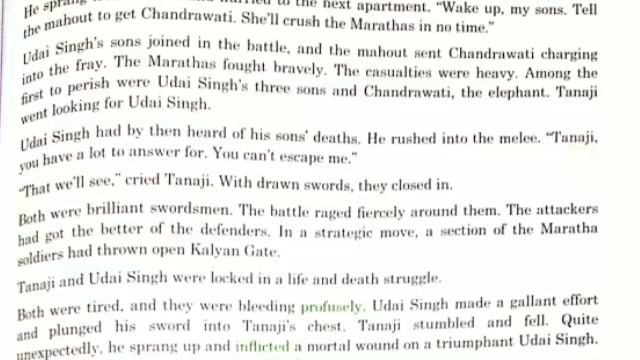 He sprang
the next apartment. "Wake up, my sons. Tell
the mahout to get Chandrawati. She'll crush the Marathas in no time."
Udai Singh's sons joined in the battle, and the mahout sent Chandrawati charging
into the fray. The Marathas fought bravely. The casualties were heavy. Among the
first to perish were Udai Singh's three sons and Chandrawati, the elephant. Tanaji
went looking for Udai Singh.
Udai Singh had by then heard of his sons' deaths. He rushed into the melee. "Tanaji,
you have a lot to answer for. You can't escape me."
"That we'll see," cried Tanaji. With drawn swords, they closed in.
Both were brilliant swordsmen. The battle raged fiercely around them. The attackers
had got the better of the defenders. In a strategic move, a section of the Maratha
soldiers had thrown open Kalyan Gate.
Tanaji and Udai Singh were locked in a life and death struggle.
Both were tired, and they were bleeding profusely. Udai Singh made a gallant effort
and plunged his sword into Tanaji's chest. Tanaji stumbled and fell. Quite
unexpectedly, he sprang up and inflicted a mortal wound on a triumphant Udai Singh.